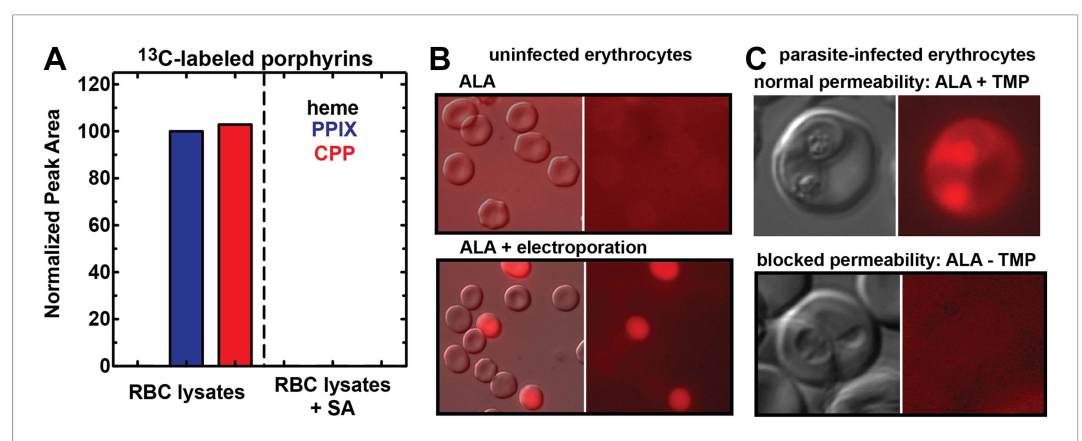 A
13C-labeled porphyrins
Normalized Peak Area
120
100
80
60
40
20
0
heme
PPIX
CPP
RBC lysates
RBC lysates
+ SA
B
uninfected erythrocytes
ALA
ALA + electroporation
C
parasite-infected erythrocytes
normal permeability: ALA + TMP
blocked permeability: ALA - TMP